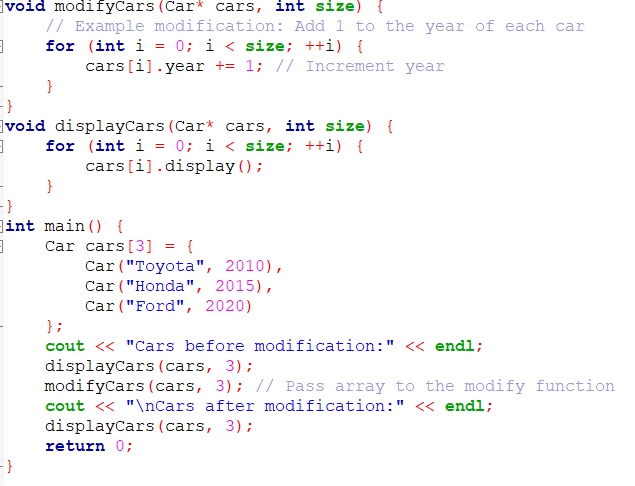 void modifyCars(Car* cars, int size) {
    // Example modification: Add 1 to the year of each car
    for (int i = 0; i < size; ++i) {
        cars[i].year += 1; // Increment year
    }
}
void displayCars(Car* cars, int size) {
    for (int i = 0; i < size; ++i) {
        cars[i].display();
    }
}
int main() {
    Car cars[3] = {
        Car("Toyota", 2010),
        Car("Honda", 2015),
        Car("Ford", 2020)
    };
    cout << "Cars before modification:" << endl;
    displayCars(cars, 3);
    modifyCars(cars, 3); // Pass array to the modify function
    cout << "\nCars after modification:" << endl;
    displayCars(cars, 3);
    return 0;
}